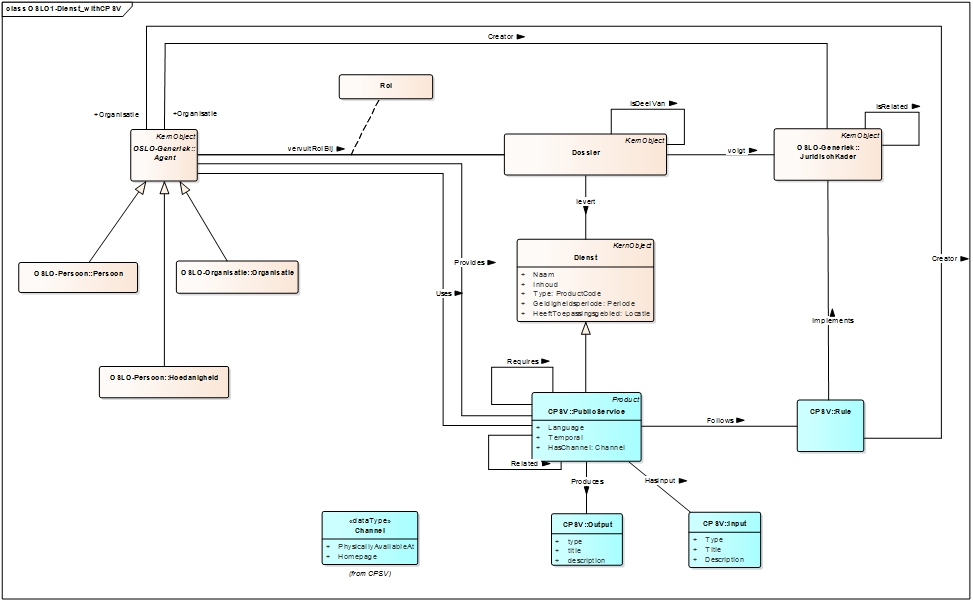 class OSLO1-Dienst_withCPSV
Creator
Rol
IsDeelVan
IsRelated
+Organisatie
+Organisatie
KernObject
OSLO-Generiek::
Agent
vervultRolBij
KernObject
Dossier
volgt
KernObject
OSLO-Generiek::
JuridischKader
levert
KernObject
Dienst
+ Naam
+ Inhoud
+ Type: ProductCode
+ Geldigheidsperiode: Periode
+ HeeftToepassingsgebied: Locatie
OSLO-Persoon::Persoon
OSLO-Organisatie::Organisatie
Provides
Creator
Uses
Implements
Requires
OSLO-Persoon::Hoedanigheid
Product
CPSV::PublicService
+ Language
+ Temporal
+ HasChannel: Channel
Follows
CPSV::Rule
Related
Produces
HasInput
«dataType»
Channel
+ PhysicallyAvailableAt
+ Homepage
(from CPSV)
CPSV::Output
+ type
+ title
+ description
CPSV::Input
+ Type
+ Title
+ Description